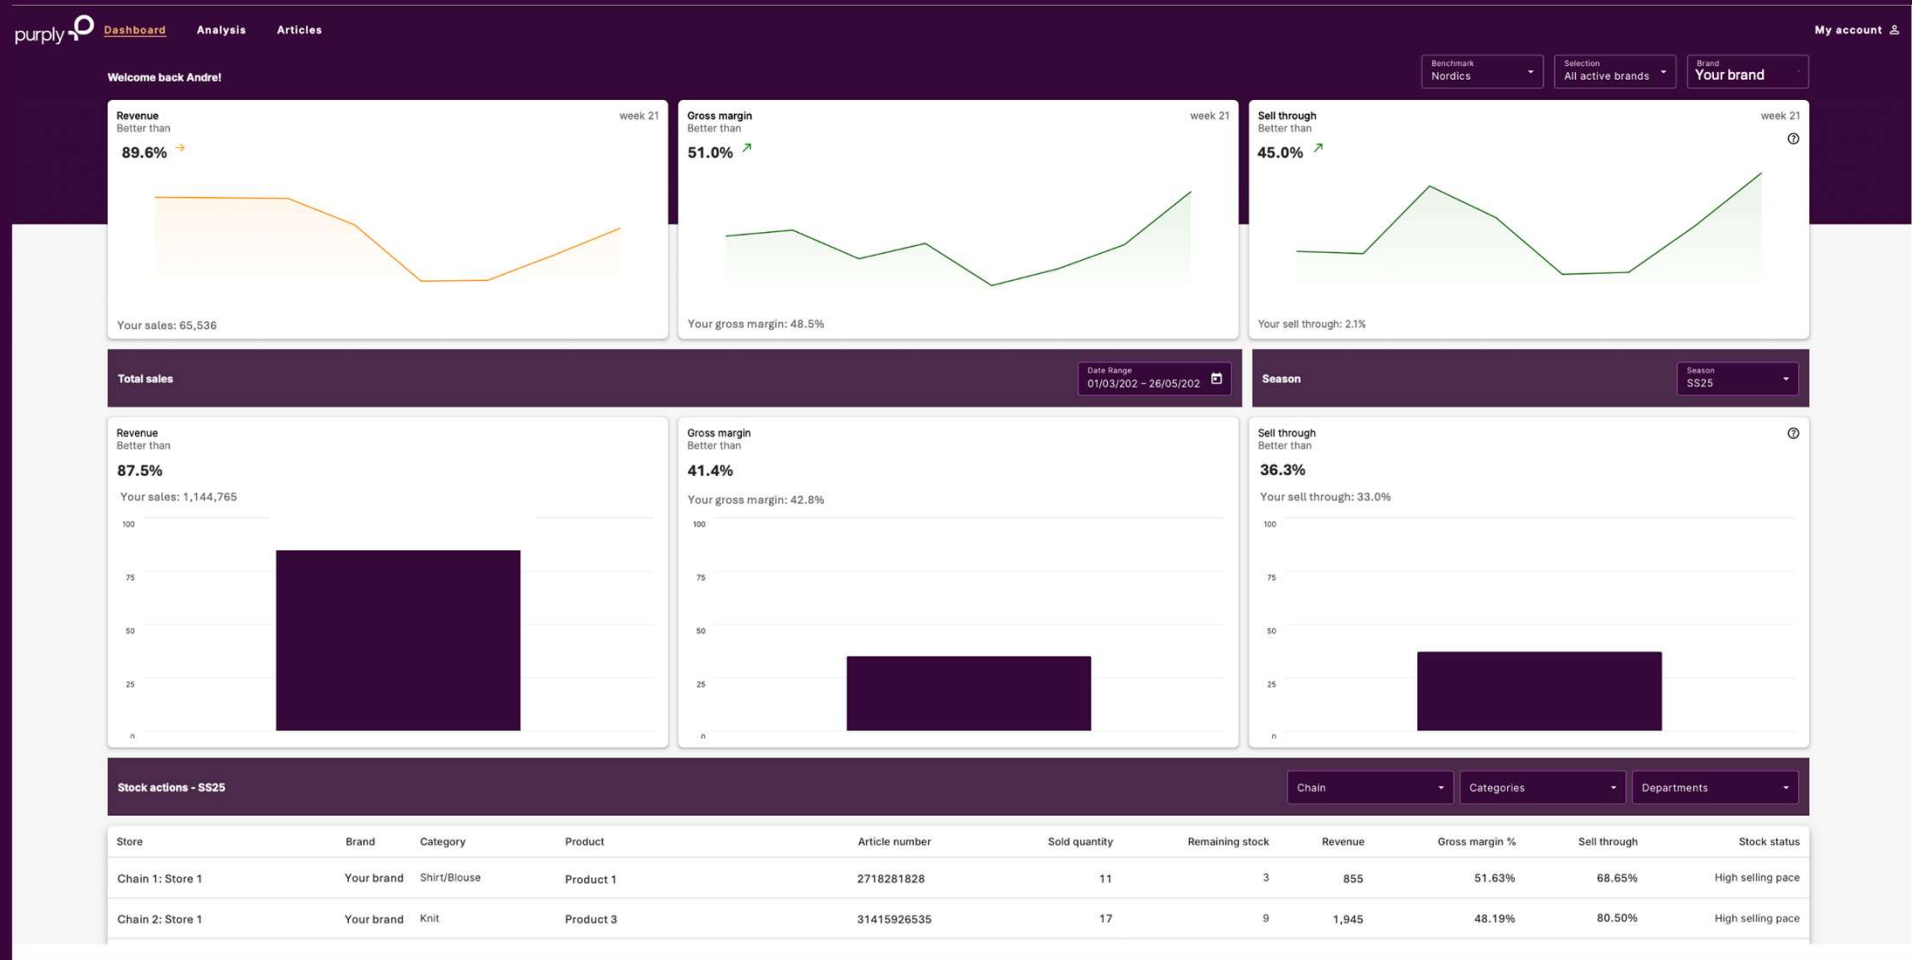 purply
Dashboard
Analysis
Articles
My account
Welcome back Andre!
Benchmark
Nordics
Selection
All active brands
Brand
Your brand
Revenue
week 21
Better than
89.6%
Your sales: 65,536
Gross margin
week 21
Better than
51.0%
Your gross margin: 48.5%
Sell through
week 21
Better than
45.0%
Your sell through: 2.1%
Total sales
Date Range
01/03/202 – 26/05/202
Season
Season
SS25
Revenue
Better than
87.5%
Your sales: 1,144,765
100
75
50
25
0
Gross margin
Better than
41.4%
Your gross margin: 42.8%
100
75
50
25
0
Sell through
Better than
36.3%
Your sell through: 33.0%
100
75
50
25
0
Stock actions - SS25
Chain
Categories
Departments
Store Brand Category Product Article number Sold quantity Remaining stock Revenue Gross margin % Sell through Stock status
Chain 1: Store 1 Your brand Shirt/Blouse Product 1 2718281828 11 3 855 51.63% 68.65% High selling pace
Chain 2: Store 1 Your brand Knit Product 3 31415926535 17 9 1,945 48.19% 80.50% High selling pace